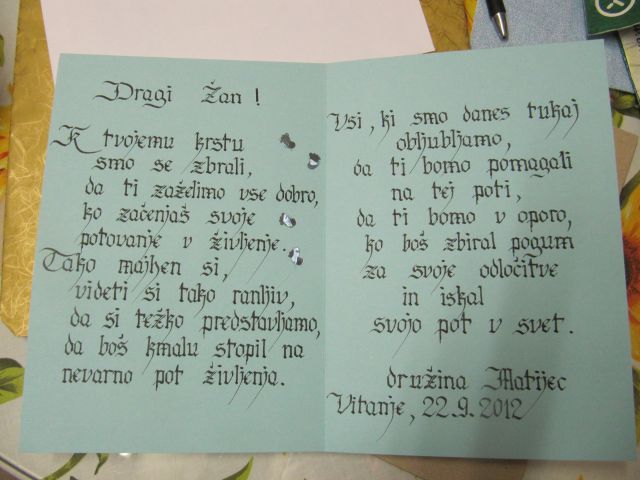 Dragi Žan !
K tvojemu krstu
smo se zbrali,
da ti zaželimo vse dobro,
ko začenjaš svoje
potovanje v življenje.
Tako majhen si,
videti si tako ranljiv,
da si težko predstavljamo,
da boš kmalu stopil na
nevarno pot življenja.
Vsi, ki smo danes tukaj
obljubljamo,
da ti bomo pomagali
na tej poti,
da ti bomo v oporo,
ko boš zbiral pogum
za svoje odločitve
in iskal
svojo pot v svet.
družina Matijec
Vitanje, 22.9.2012